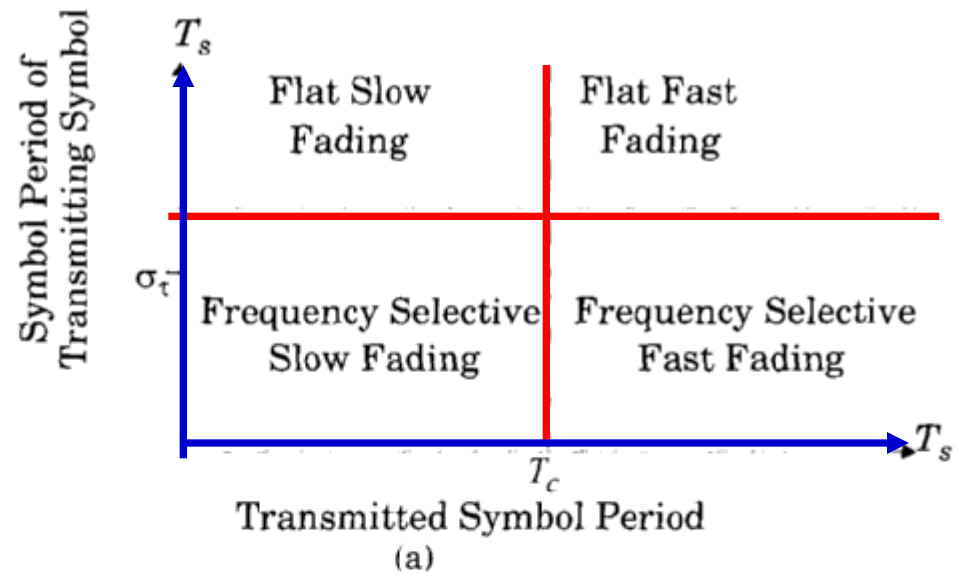 Symbol Period of
Transmitting Symbol
T_s
Flat Slow
Fading
Flat Fast
Fading
σ_τ
Frequency Selective
Slow Fading
Frequency Selective
Fast Fading
T_s
T_c
Transmitted Symbol Period
(a)